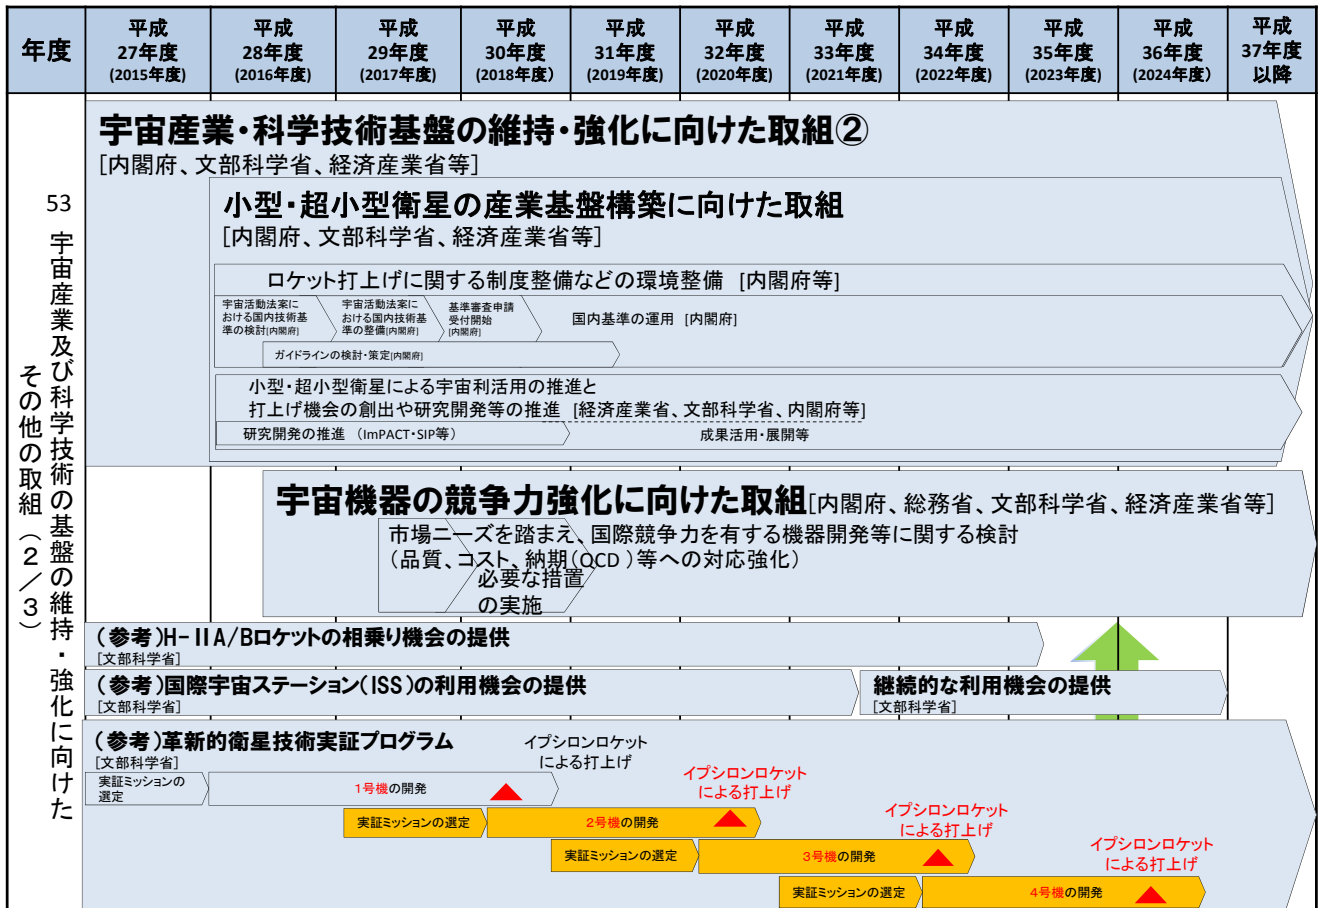 年度
平成
27年度
(2015年度)
平成
28年度
(2016年度)
平成
29年度
(2017年度)
平成
30年度
(2018年度)
平成
31年度
(2019年度)
平成
32年度
(2020年度)
平成
33年度
(2021年度)
平成
34年度
(2022年度)
平成
35年度
(2023年度)
平成
36年度
(2024年度)
平成
37年度
以降
53 宇宙産業及び科学技術の基盤の維持・強化に向けた
その他の取組（２／３）
宇宙産業・科学技術基盤の維持・強化に向けた取組②
[内閣府、文部科学省、経済産業省等]
小型・超小型衛星の産業基盤構築に向けた取組
[内閣府、文部科学省、経済産業省等]
ロケット打上げに関する制度整備などの環境整備 [内閣府等]
宇宙活動法案に
おける国内技術基
準の検討[内閣府]
宇宙活動法案に
おける国内技術基
準の整備[内閣府]
基準審査申請
受付開始
[内閣府]
国内基準の運用 [内閣府]
ガイドラインの検討・策定[内閣府]
小型・超小型衛星による宇宙利活用の推進と
打上げ機会の創出や研究開発等の推進 [経済産業省、文部科学省、内閣府等]
研究開発の推進 （ImPACT・SIP等）
成果活用・展開等
宇宙機器の競争力強化に向けた取組[内閣府、総務省、文部科学省、経済産業省等]
市場ニーズを踏まえ、国際競争力を有する機器開発等に関する検討
（品質、コスト、納期（QCD）等への対応強化）
必要な措置
の実施
（参考）H-ⅡA/Bロケットの相乗り機会の提供
[文部科学省]
（参考）国際宇宙ステーション（ISS）の利用機会の提供
[文部科学省]
継続的な利用機会の提供
[文部科学省]
（参考）革新的衛星技術実証プログラム
[文部科学省]
イプシロンロケット
による打上げ
実証ミッションの
選定
1号機の開発
イプシロンロケット
による打上げ
実証ミッションの選定
2号機の開発
イプシロンロケット
による打上げ
実証ミッションの選定
3号機の開発
イプシロンロケット
による打上げ
実証ミッションの選定
4号機の開発